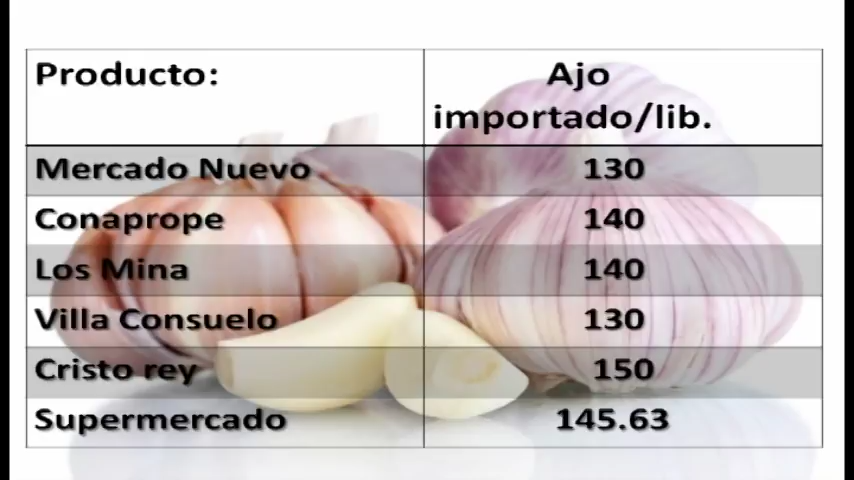 Producto:
Ajo
importado/lib.
Mercado Nuevo 130
Conaprope 140
Los Mina 140
Villa Consuelo 130
Cristo rey 150
Supermercado 145.63